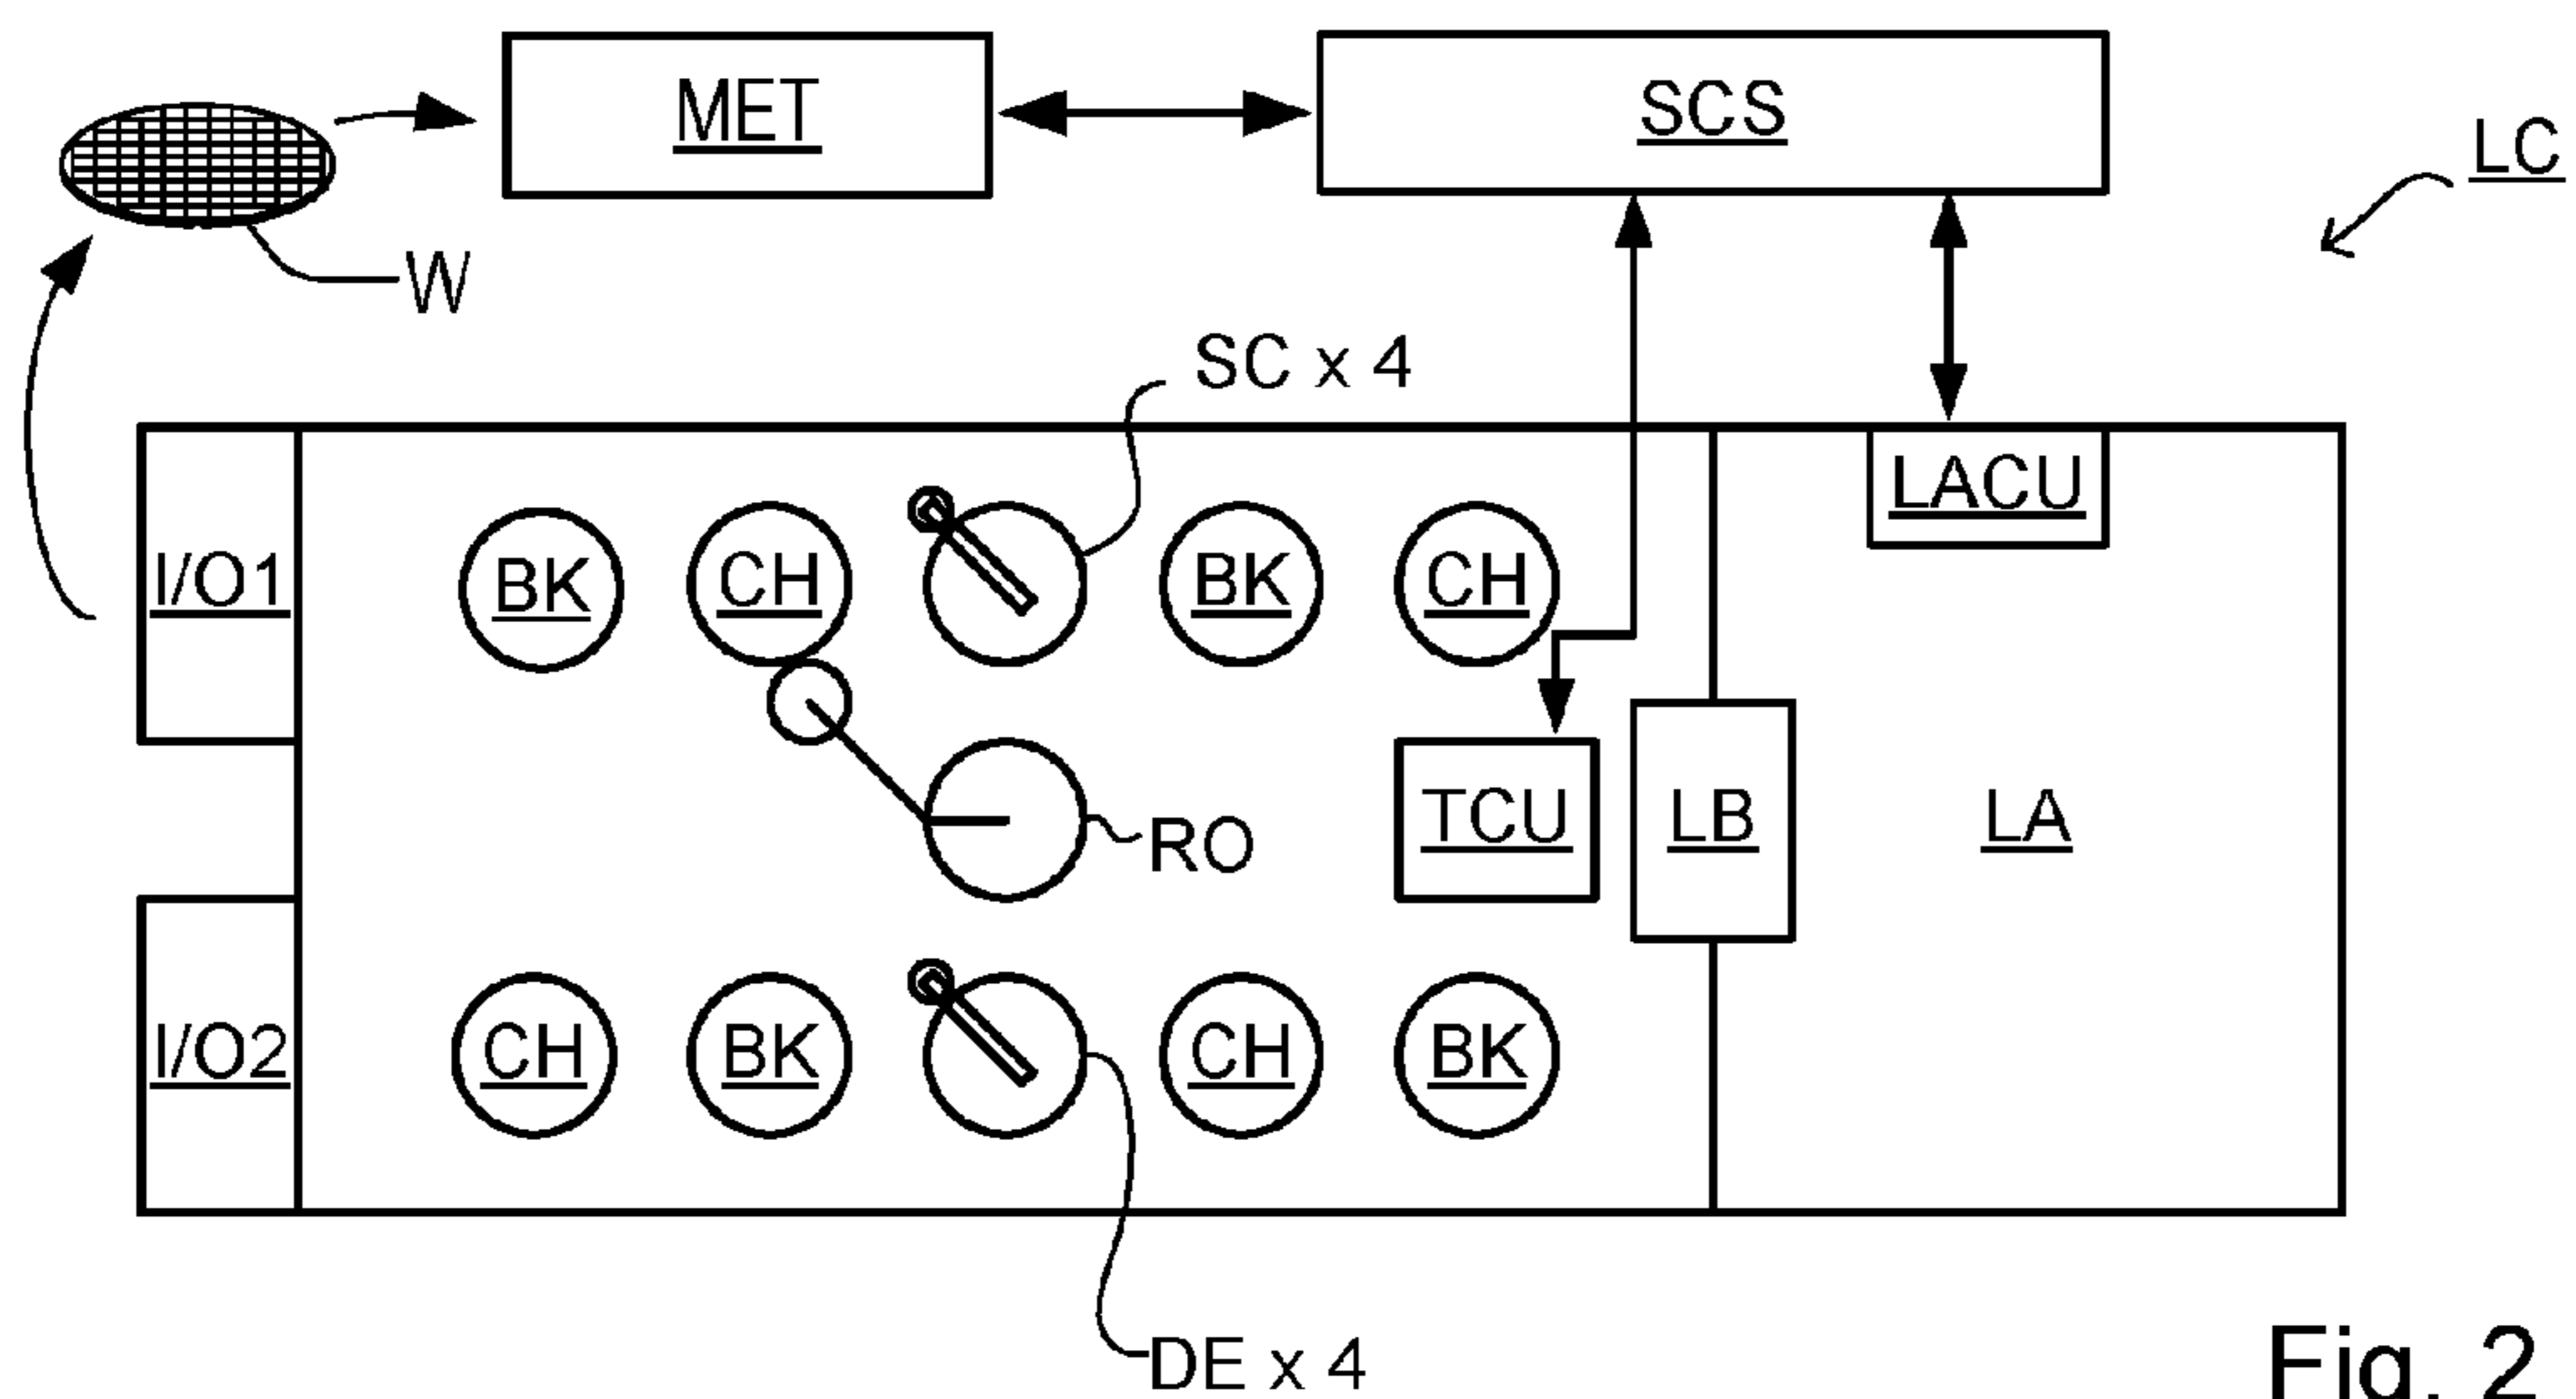 MET
SCS
LC
W
SC x 4
LACU
I/O1
BK
CH
BK
CH
TCU
LB
LA
RO
I/O2
CH
BK
CH
BK
DE x 4
Fig. 2